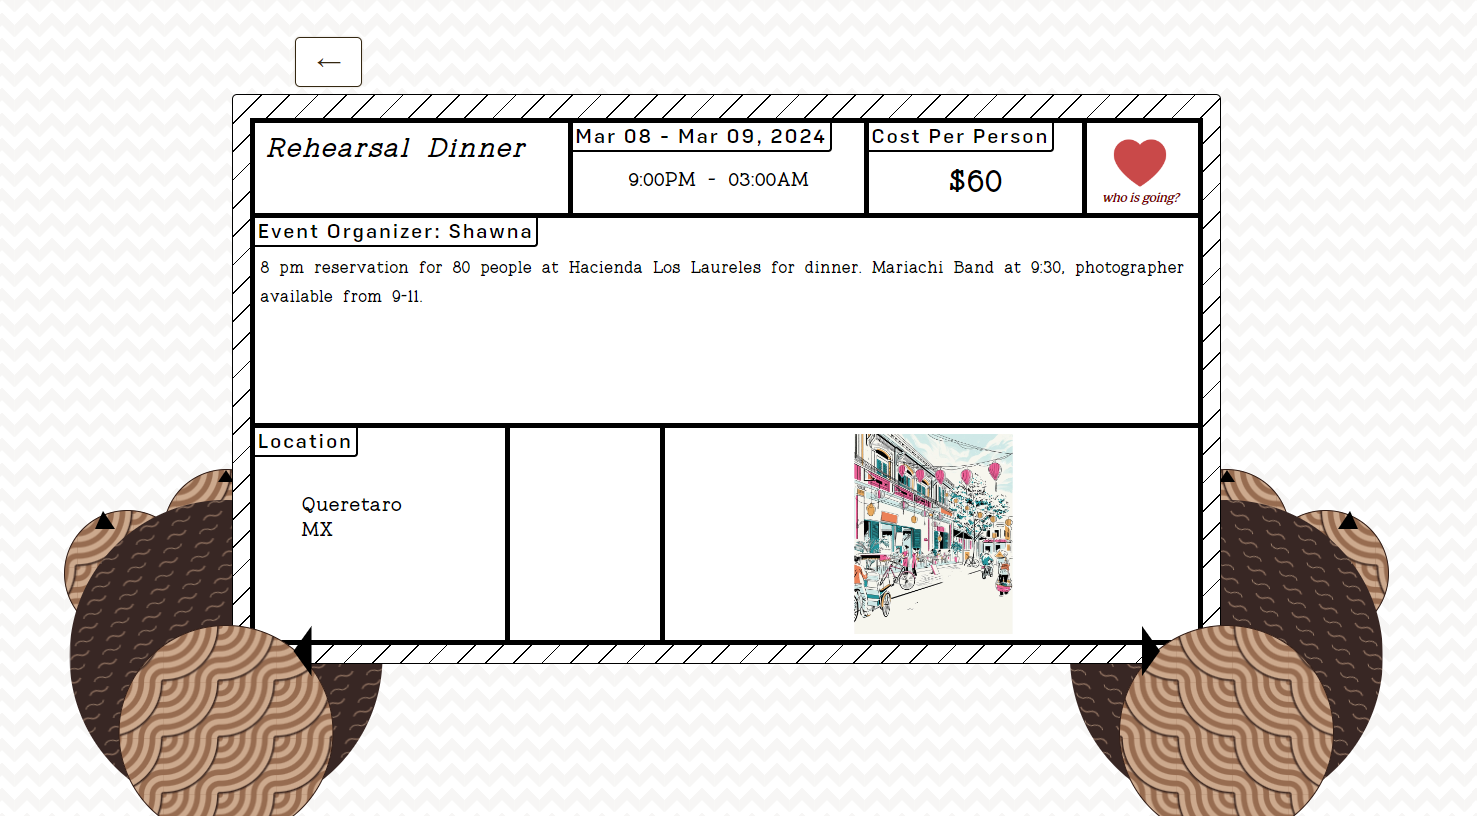 ←
Rehearsal Dinner
Mar 08 - Mar 09, 2024
9:00PM - 03:00AM
Cost Per Person
$60
who is going?
Event Organizer: Shawna
8 pm reservation for 80 people at Hacienda Los Laureles for dinner. Mariachi Band at 9:30, photographer
available from 9-11.
Location
Queretaro
MX